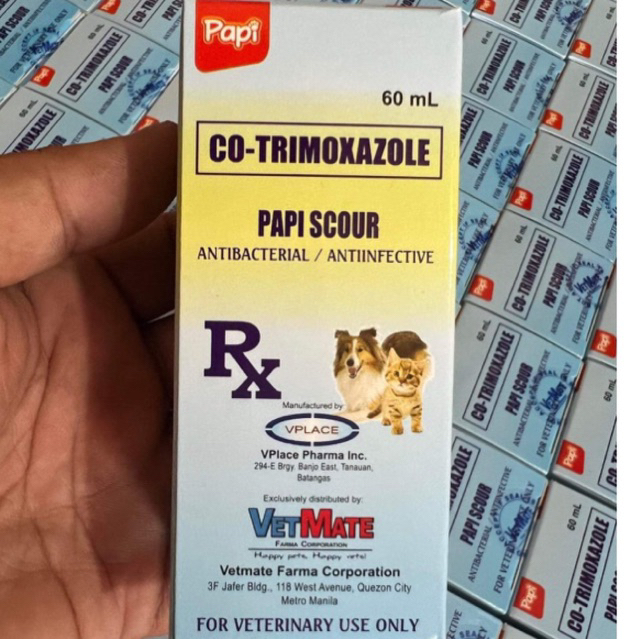 Papi
60 mL
CO-TRIMOXAZOLE
PAPI SCOUR
ANTIBACTERIAL / ANTIINFECTIVE
Rx
Manufactured by:
VPLACE
VPlace Pharma Inc.
294-E Brgy. Banjo East, Tanauan,
Batangas
Exclusively distributed by:
VETMATE
FARMA CORPORATION
Happy pets, Happy vets!
Vetmate Farma Corporation
3F Jafer Bldg., 118 West Avenue, Quezon City
Metro Manila
FOR VETERINARY USE ONLY